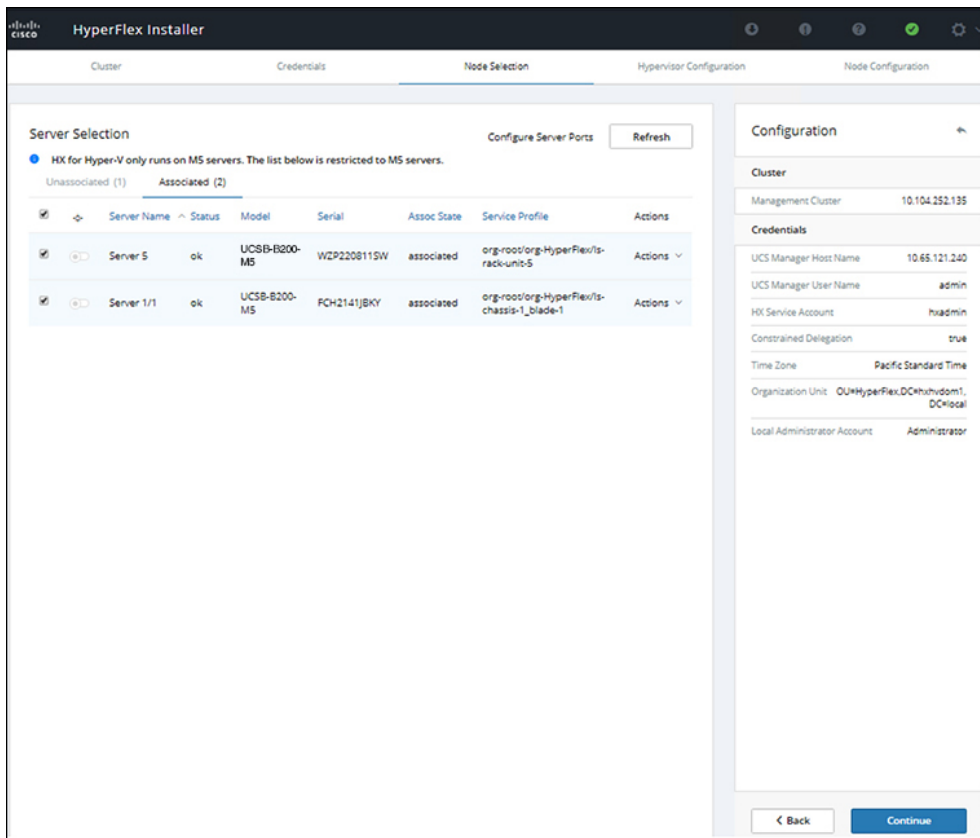 cisco
HyperFlex Installer
Cluster
Credentials
Node Selection
Hypervisor Configuration
Node Configuration
Server Selection
Configure Server Ports
Refresh
HX for Hyper-V only runs on M5 servers. The list below is restricted to M5 servers.
Unassociated (1)
Associated (2)
Server Name
Status
Model
Serial
Assoc State
Service Profile
Actions
Server 5
ok
UCSB-B200-
M5
WZP220811SW
associated
org-root/org-HyperFlex/ls-
rack-unit-5
Actions
Server 1/1
ok
UCSB-B200-
M5
FCH2141JBKY
associated
org-root/org-HyperFlex/ls-
chassis-1_blade-1
Actions
Configuration
Cluster
Management Cluster
10.104.252.135
Credentials
UCS Manager Host Name
10.65.121.240
UCS Manager User Name
admin
HX Service Account
hxadmin
Constrained Delegation
true
Time Zone
Pacific Standard Time
Organization Unit
OU=HyperFlex,DC=hxhvdom1,
DC=local
Local Administrator Account
Administrator
Back
Continue